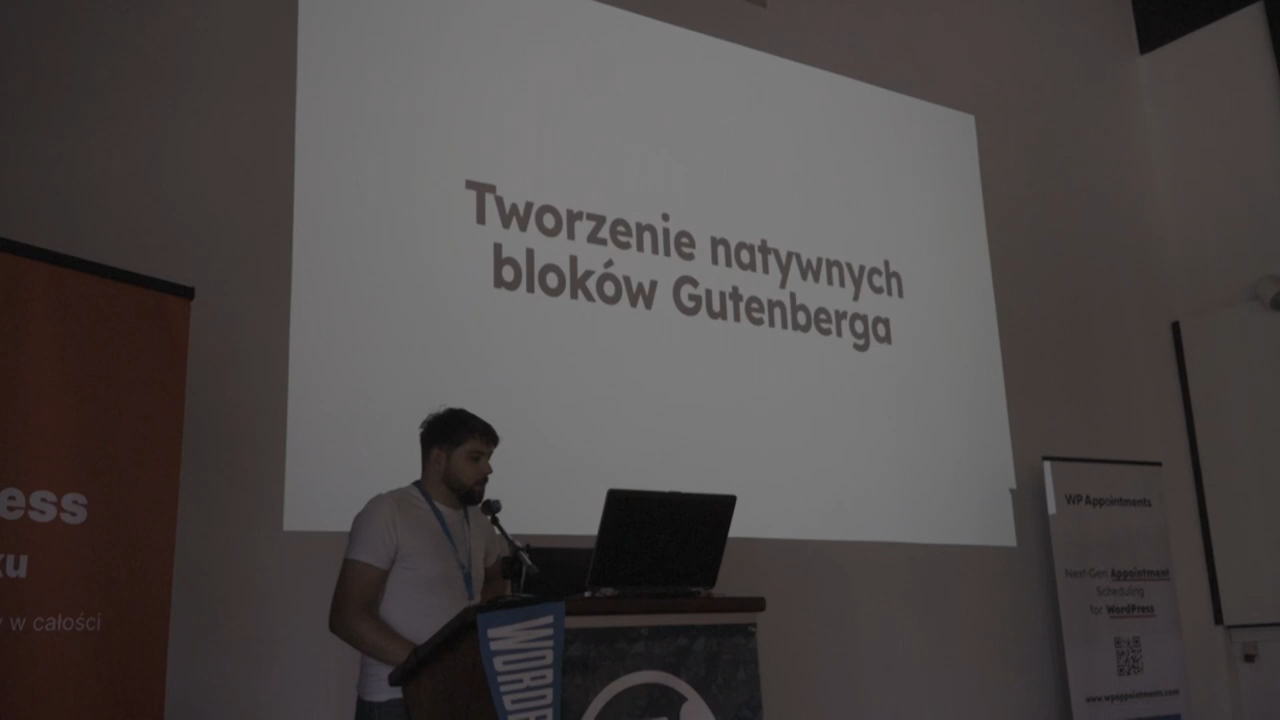 Tworzenie natywnych
bloków Gutenberga
ess
ku
w całości
WP Appointments
Next-Gen Appointment
Scheduling
for WordPress
www.wpappointments.com